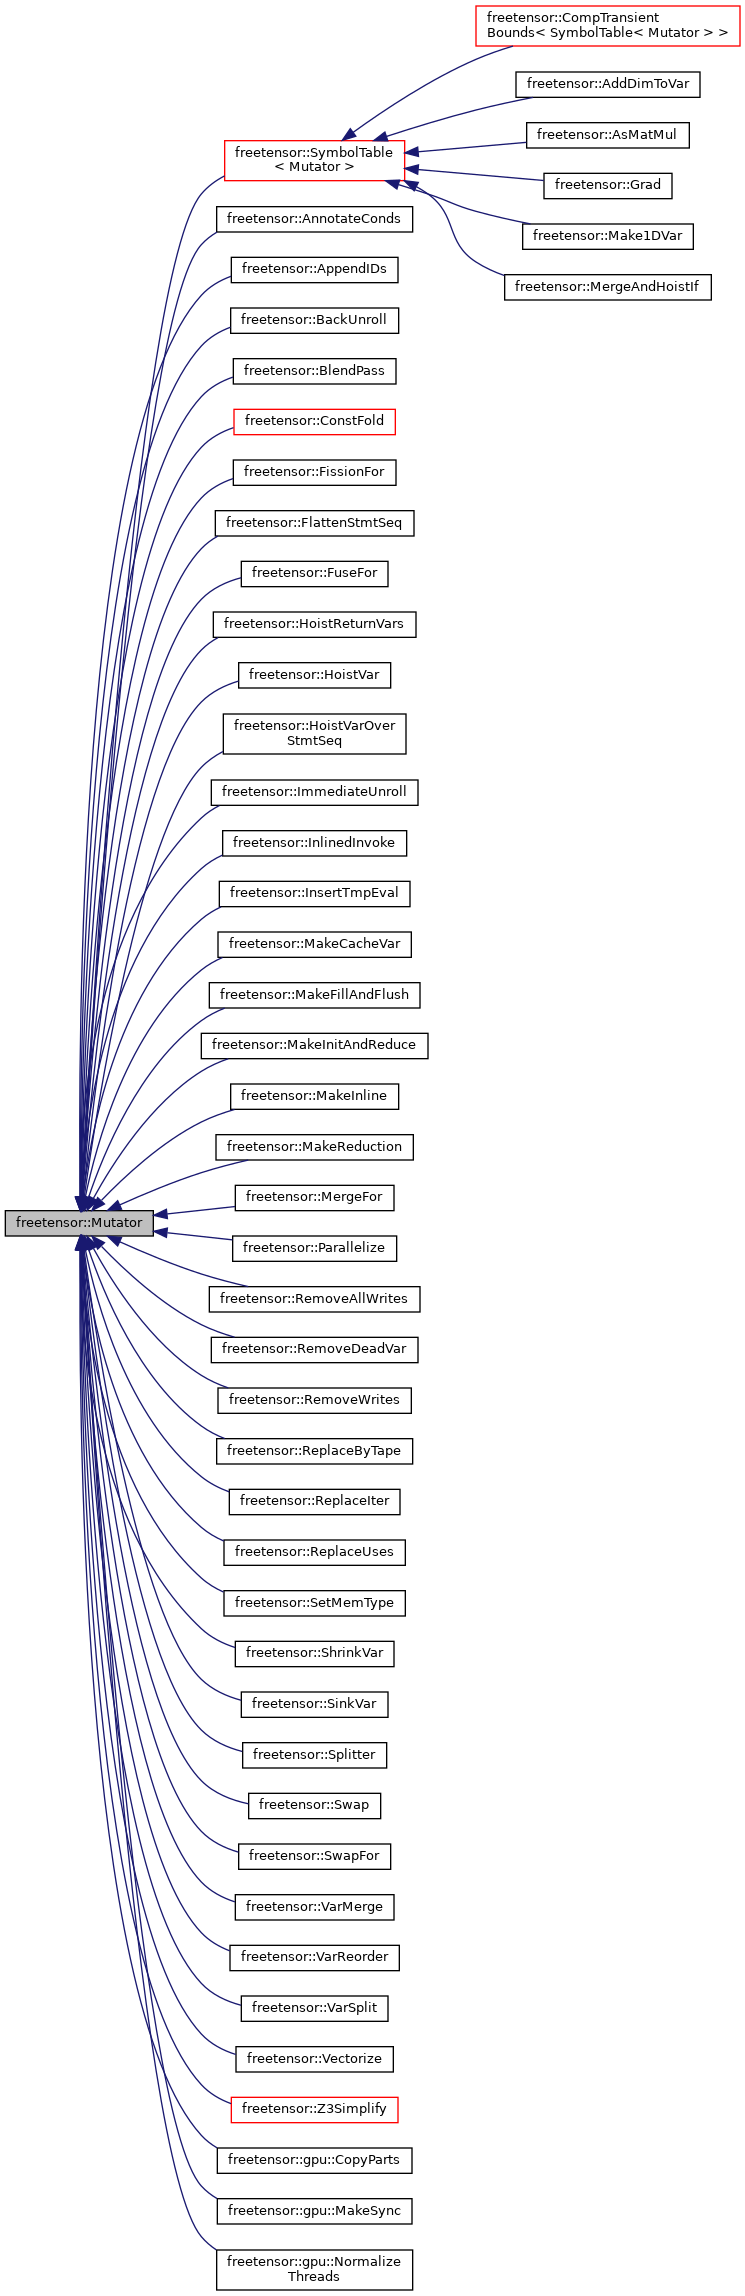 freetensor::CompTransient
Bounds< SymbolTable< Mutator > >
freetensor::AddDimToVar
freetensor::AsMatMul
freetensor::SymbolTable
< Mutator >
freetensor::Grad
freetensor::AnnotateConds
freetensor::Make1DVar
freetensor::AppendIDs
freetensor::MergeAndHoistIf
freetensor::BackUnroll
freetensor::BlendPass
freetensor::ConstFold
freetensor::FissionFor
freetensor::FlattenStmtSeq
freetensor::FuseFor
freetensor::HoistReturnVars
freetensor::HoistVar
freetensor::HoistVarOver
StmtSeq
freetensor::ImmediateUnroll
freetensor::InlinedInvoke
freetensor::InsertTmpEval
freetensor::MakeCacheVar
freetensor::MakeFillAndFlush
freetensor::MakeInitAndReduce
freetensor::MakeInline
freetensor::MakeReduction
freetensor::MergeFor
freetensor::Mutator
freetensor::Parallelize
freetensor::RemoveAllWrites
freetensor::RemoveDeadVar
freetensor::RemoveWrites
freetensor::ReplaceByTape
freetensor::ReplaceIter
freetensor::ReplaceUses
freetensor::SetMemType
freetensor::ShrinkVar
freetensor::SinkVar
freetensor::Splitter
freetensor::Swap
freetensor::SwapFor
freetensor::VarMerge
freetensor::VarReorder
freetensor::VarSplit
freetensor::Vectorize
freetensor::Z3Simplify
freetensor::gpu::CopyParts
freetensor::gpu::MakeSync
freetensor::gpu::Normalize
Threads